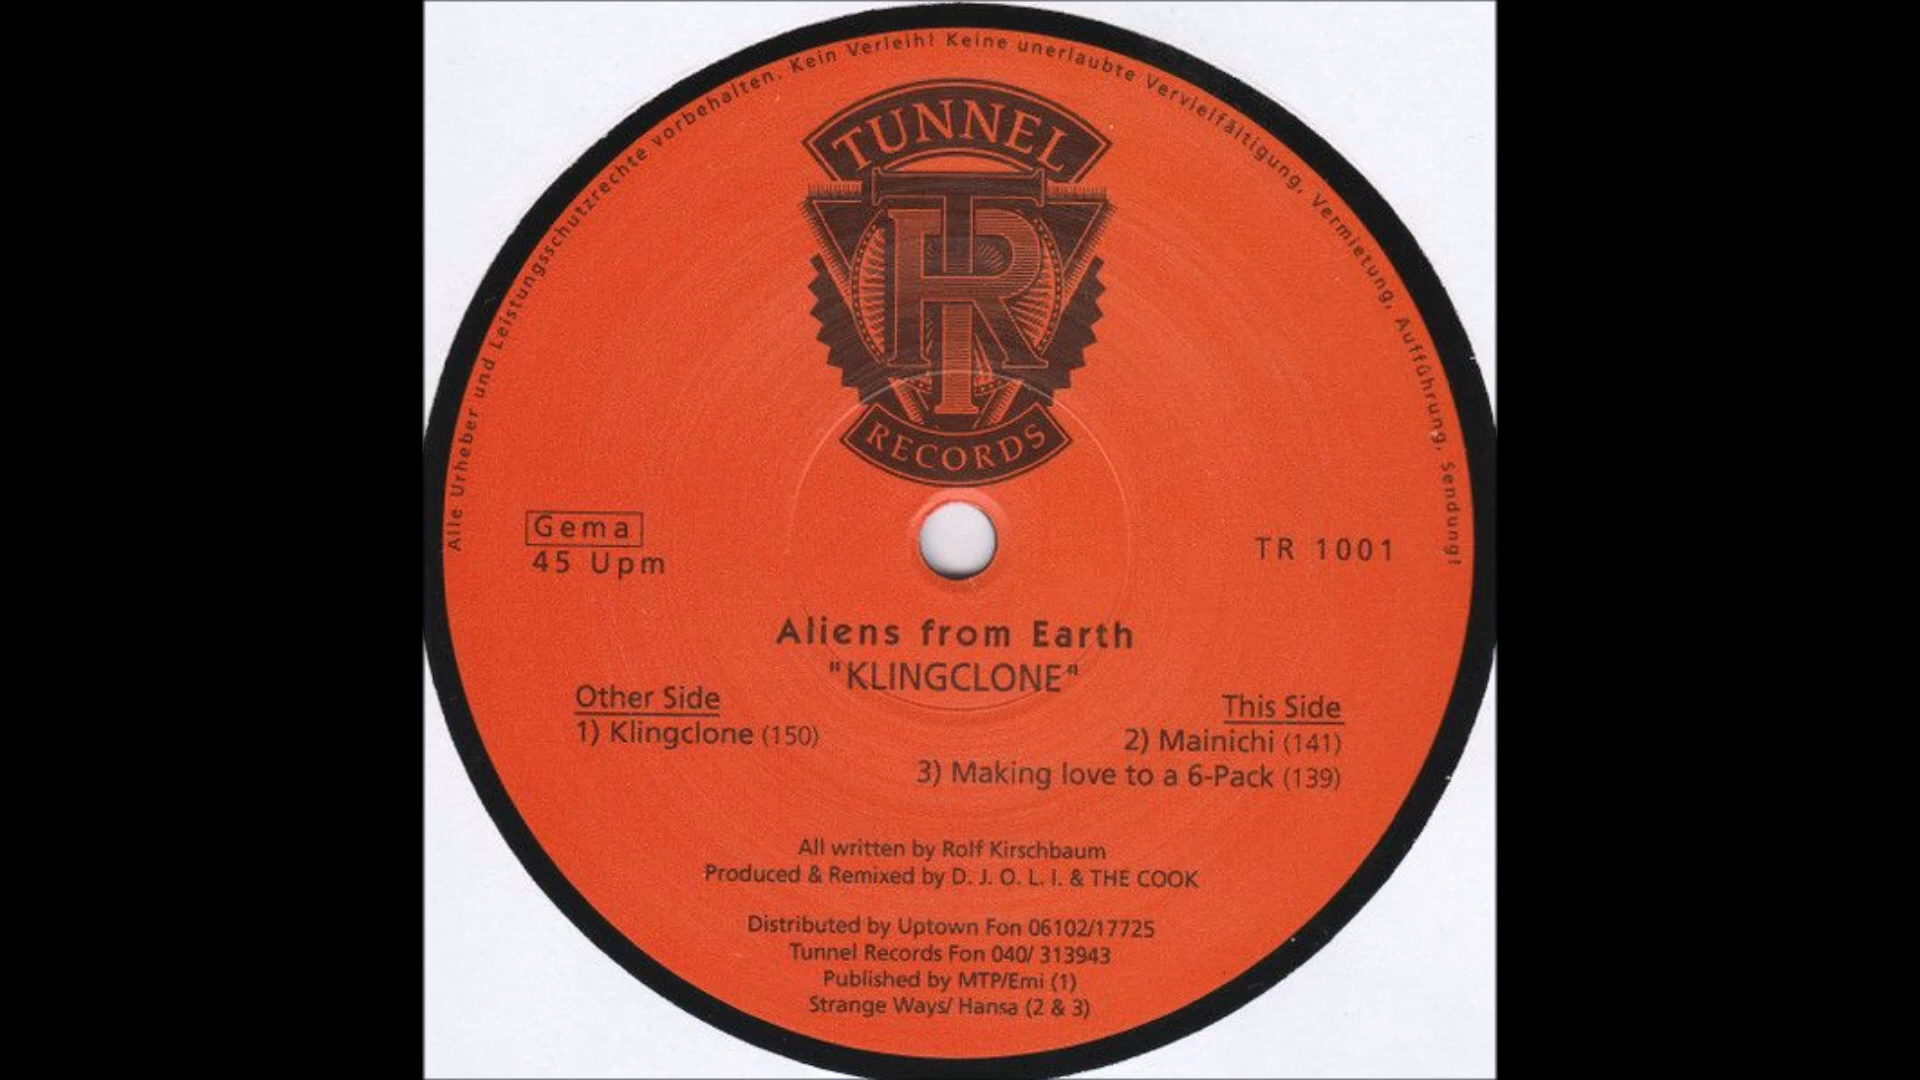 Alle Urheber und Leistungsschutzrechte vorbehalten. Kein Verleih! Keine unerlaubte Vervielfältigung, Vermietung, Aufführung, Sendung!
TUNNEL
TR
RECORDS
Gema
45 Upm
TR 1001
Aliens from Earth
"KLINGCLONE"
Other Side
1) Klingclone (150)
This Side
2) Mainichi (141)
3) Making love to a 6-Pack (139)
All written by Rolf Kirschbaum
Produced & Remixed by D. J. O. L. I. & THE COOK
Distributed by Uptown Fon 06102/17725
Tunnel Records Fon 040/ 313943
Published by MTP/Emi (1)
Strange Ways/ Hansa (2 & 3)